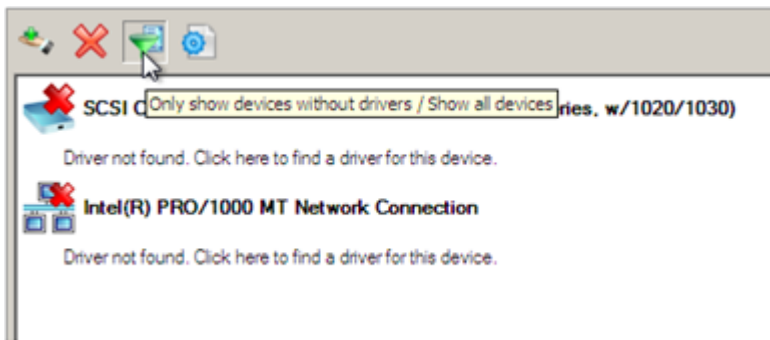 Only show devices without drivers / Show all devices
SCSI C ries, w/1020/1030)
Driver not found. Click here to find a driver for this device.
Intel(R) PRO/1000 MT Network Connection
Driver not found. Click here to find a driver for this device.